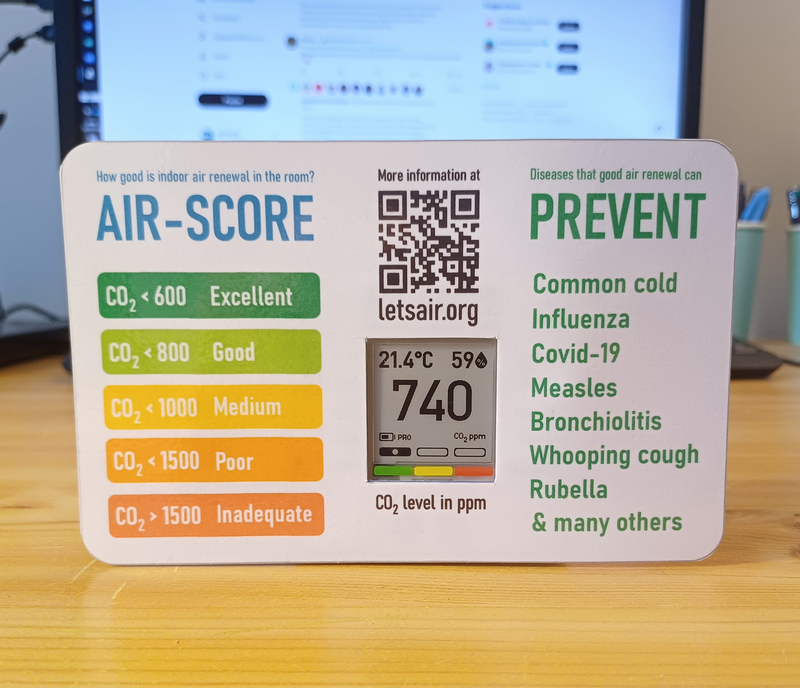 How good is indoor air renewal in the room?
AIR-SCORE
CO₂ < 600 Excellent
CO₂ < 800 Good
CO₂ < 1000 Medium
CO₂ < 1500 Poor
CO₂ > 1500 Inadequate
More information at
letsair.org
21.4°C 59%
740
PRO CO₂ ppm
CO₂ level in ppm
Diseases that good air renewal can
PREVENT
Common cold
Influenza
Covid-19
Measles
Bronchiolitis
Whooping cough
Rubella
& many others